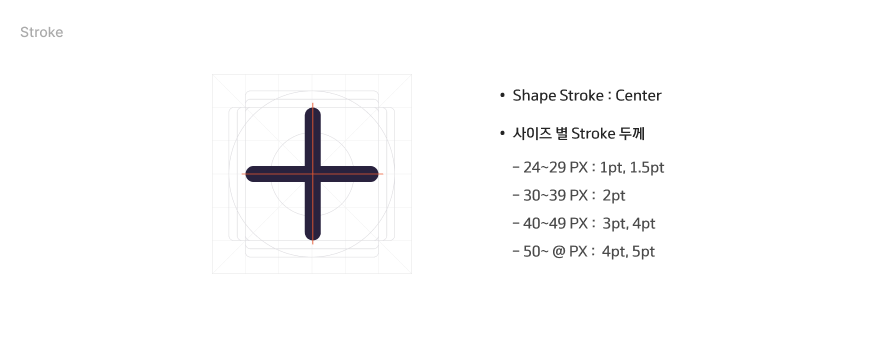 Stroke
• Shape Stroke : Center
• 사이즈 별 Stroke 두께
– 24~29 PX : 1pt, 1.5pt
– 30~39 PX : 2pt
– 40~49 PX : 3pt, 4pt
– 50~ @ PX : 4pt, 5pt